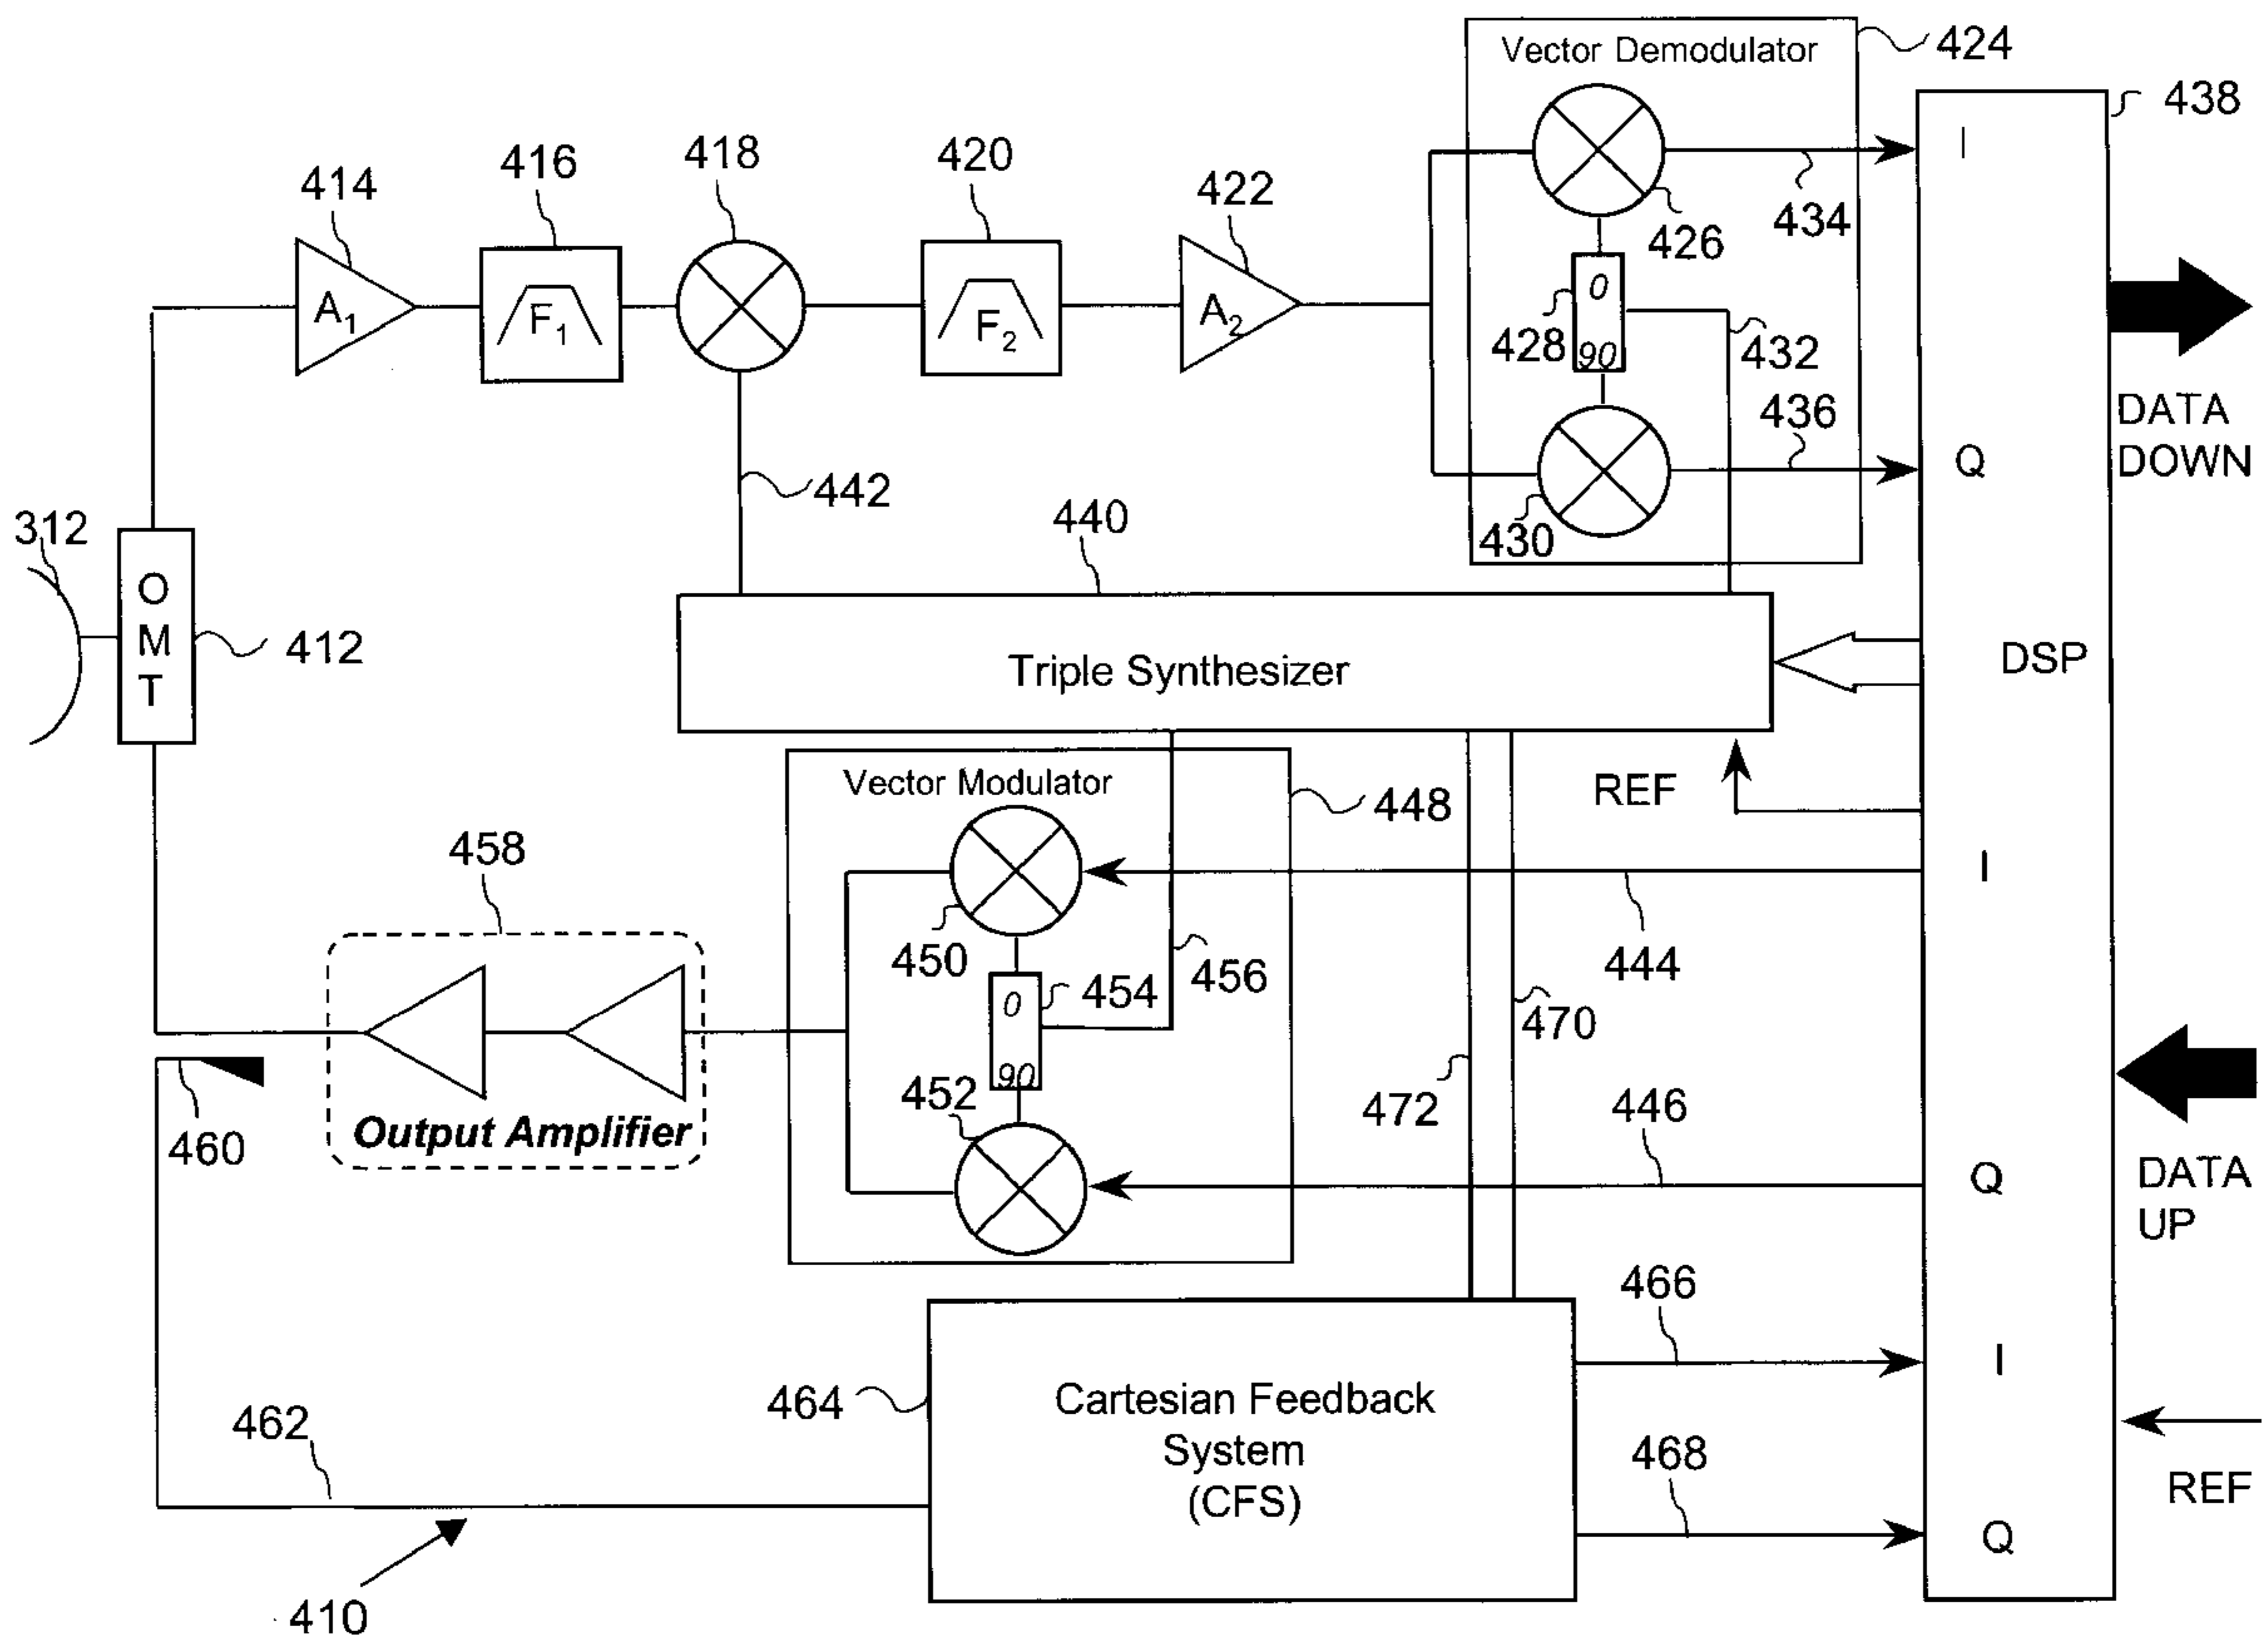 Vector Demodulator
424
438
418
416
420
414
422
I
A1
F1
F2
A2
434
426
0
428
90
432
436
DATA
DOWN
Q
442
430
440
312
O
M
T
412
Triple Synthesizer
DSP
REF
Vector Modulator
448
458
I
450
444
454
456
0
90
470
452
472
446
Output Amplifier
460
Q
DATA
UP
466
I
464
Cartesian Feedback
System
(CFS)
462
468
REF
Q
410